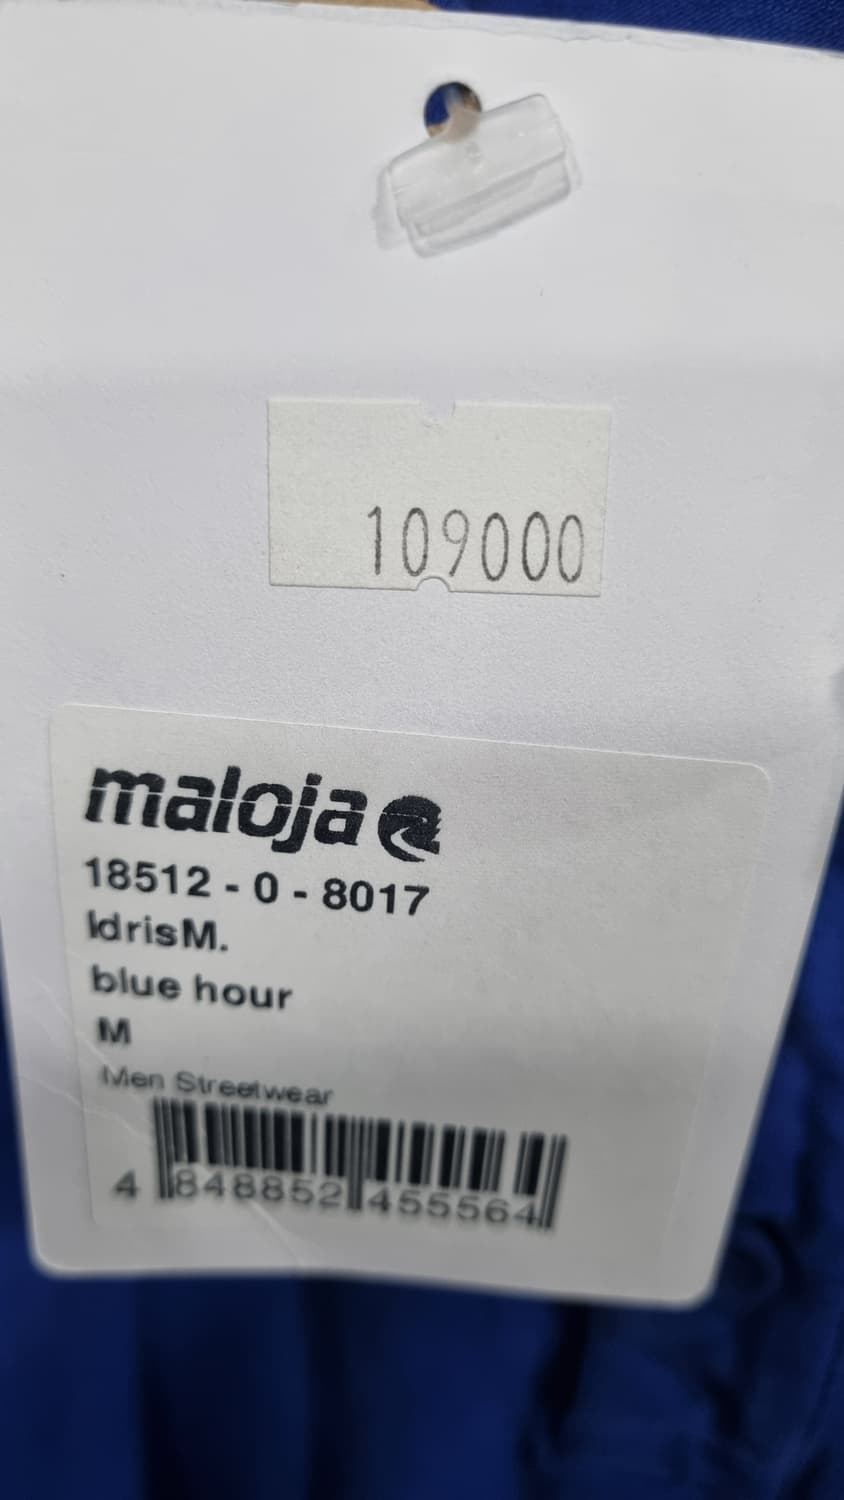 109000
maloja
18512 - 0 - 8017
IdrisM.
blue hour
M
Men Streetwear
4 848852 455564